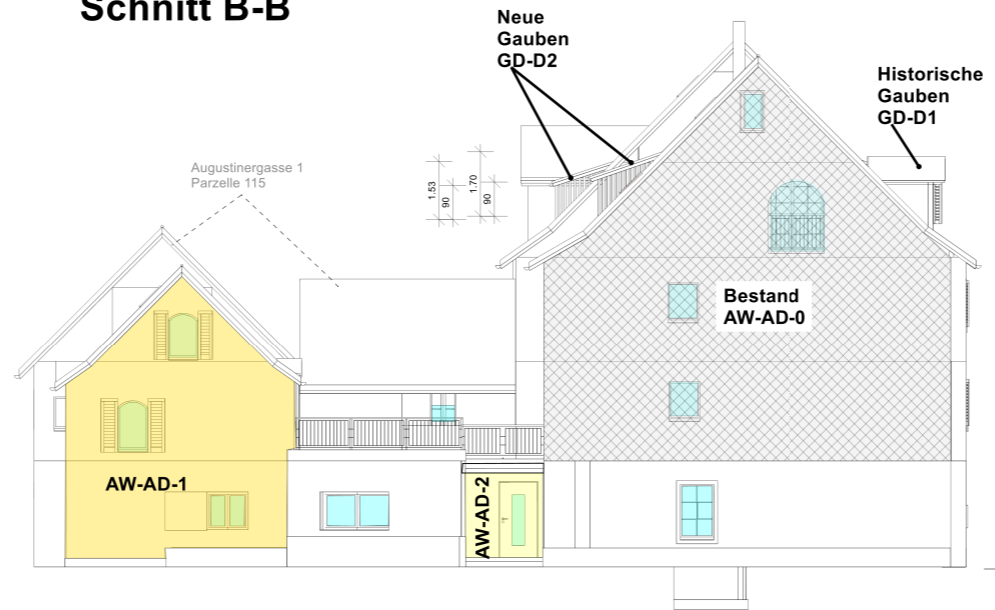 Schnitt B-B
Neue
Gauben
GD-D2
Historische
Gauben
GD-D1
Augustinergasse 1
Parzelle 115
1.53
90
1.70
90
Bestand
AW-AD-0
AW-AD-1
AW-AD-2